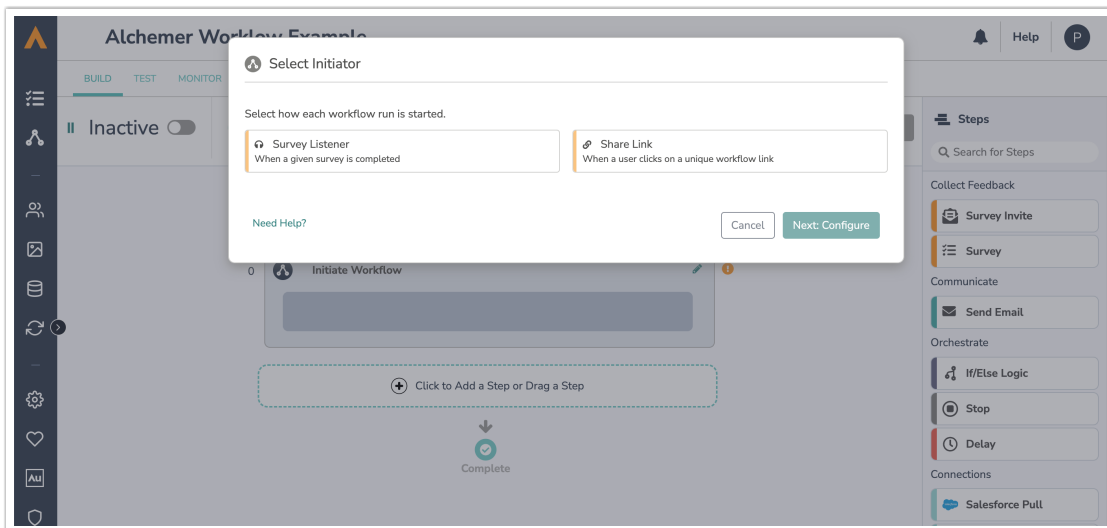 Alchemer Worklow Example
Help
P
BUILD TEST MONITOR
Inactive
Select Initiator
Select how each workflow run is started.
Survey Listener
When a given survey is completed
Share Link
When a user clicks on a unique workflow link
Need Help?
Cancel
Next: Configure
0
Initiate Workflow
Click to Add a Step or Drag a Step
Complete
Steps
Search for Steps
Collect Feedback
Survey Invite
Survey
Communicate
Send Email
Orchestrate
If/Else Logic
Stop
Delay
Connections
Salesforce Pull
Au